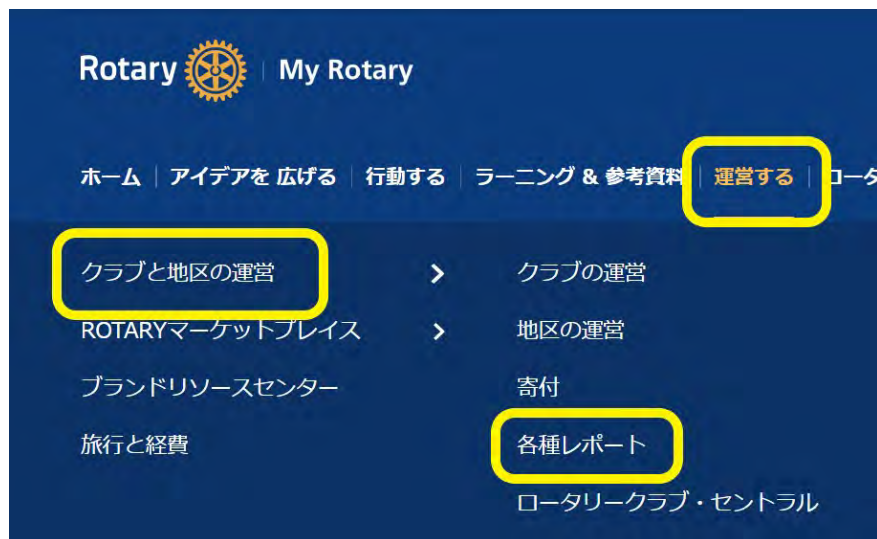 Rotary | My Rotary
ホーム | アイデアを 広げる | 行動する | ラーニング & 参考資料 | 運営する | ロータ
クラブと地区の運営 > クラブの運営
ROTARYマーケットプレイス > 地区の運営
ブランドリソースセンター 寄付
旅行と経費 各種レポート
ロータリークラブ・セントラル